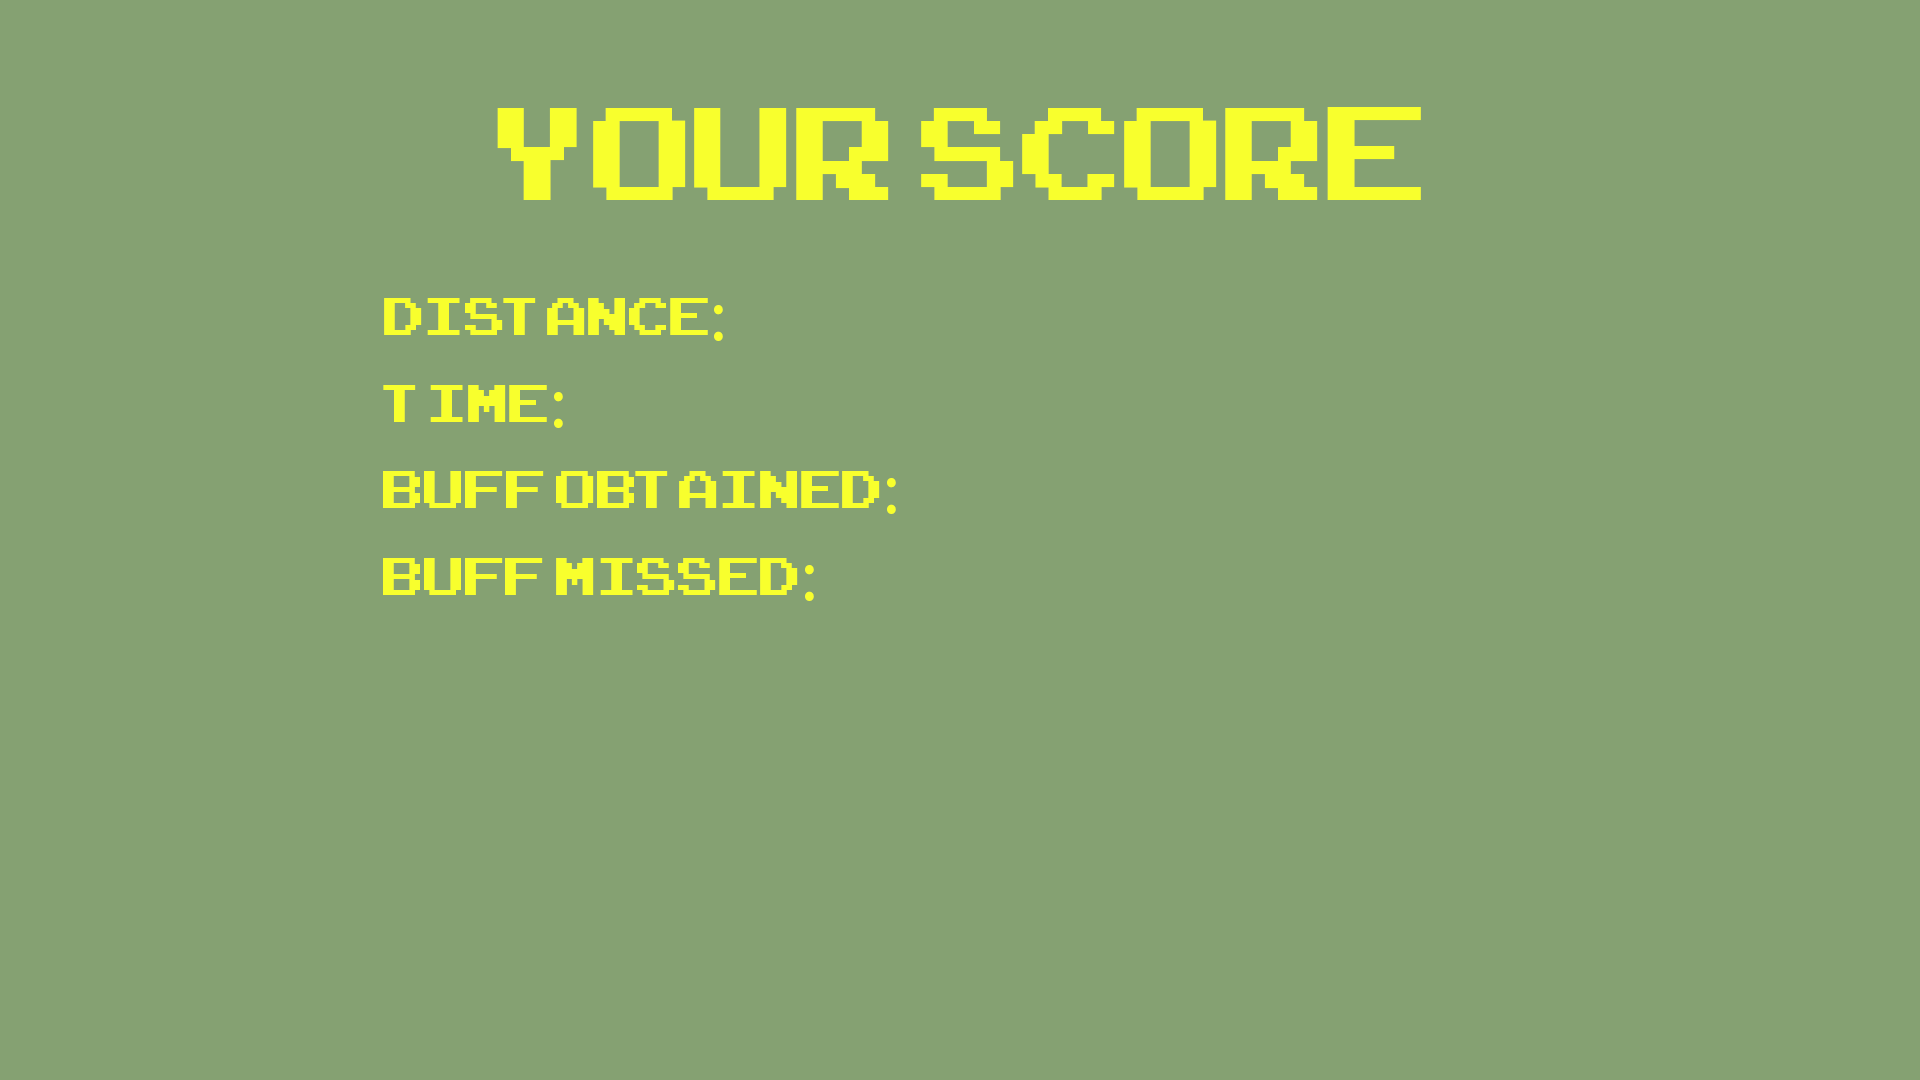 YOUR SCORE
DISTANCE:
TIME:
BUFF OBTAINED:
BUFF MISSED: